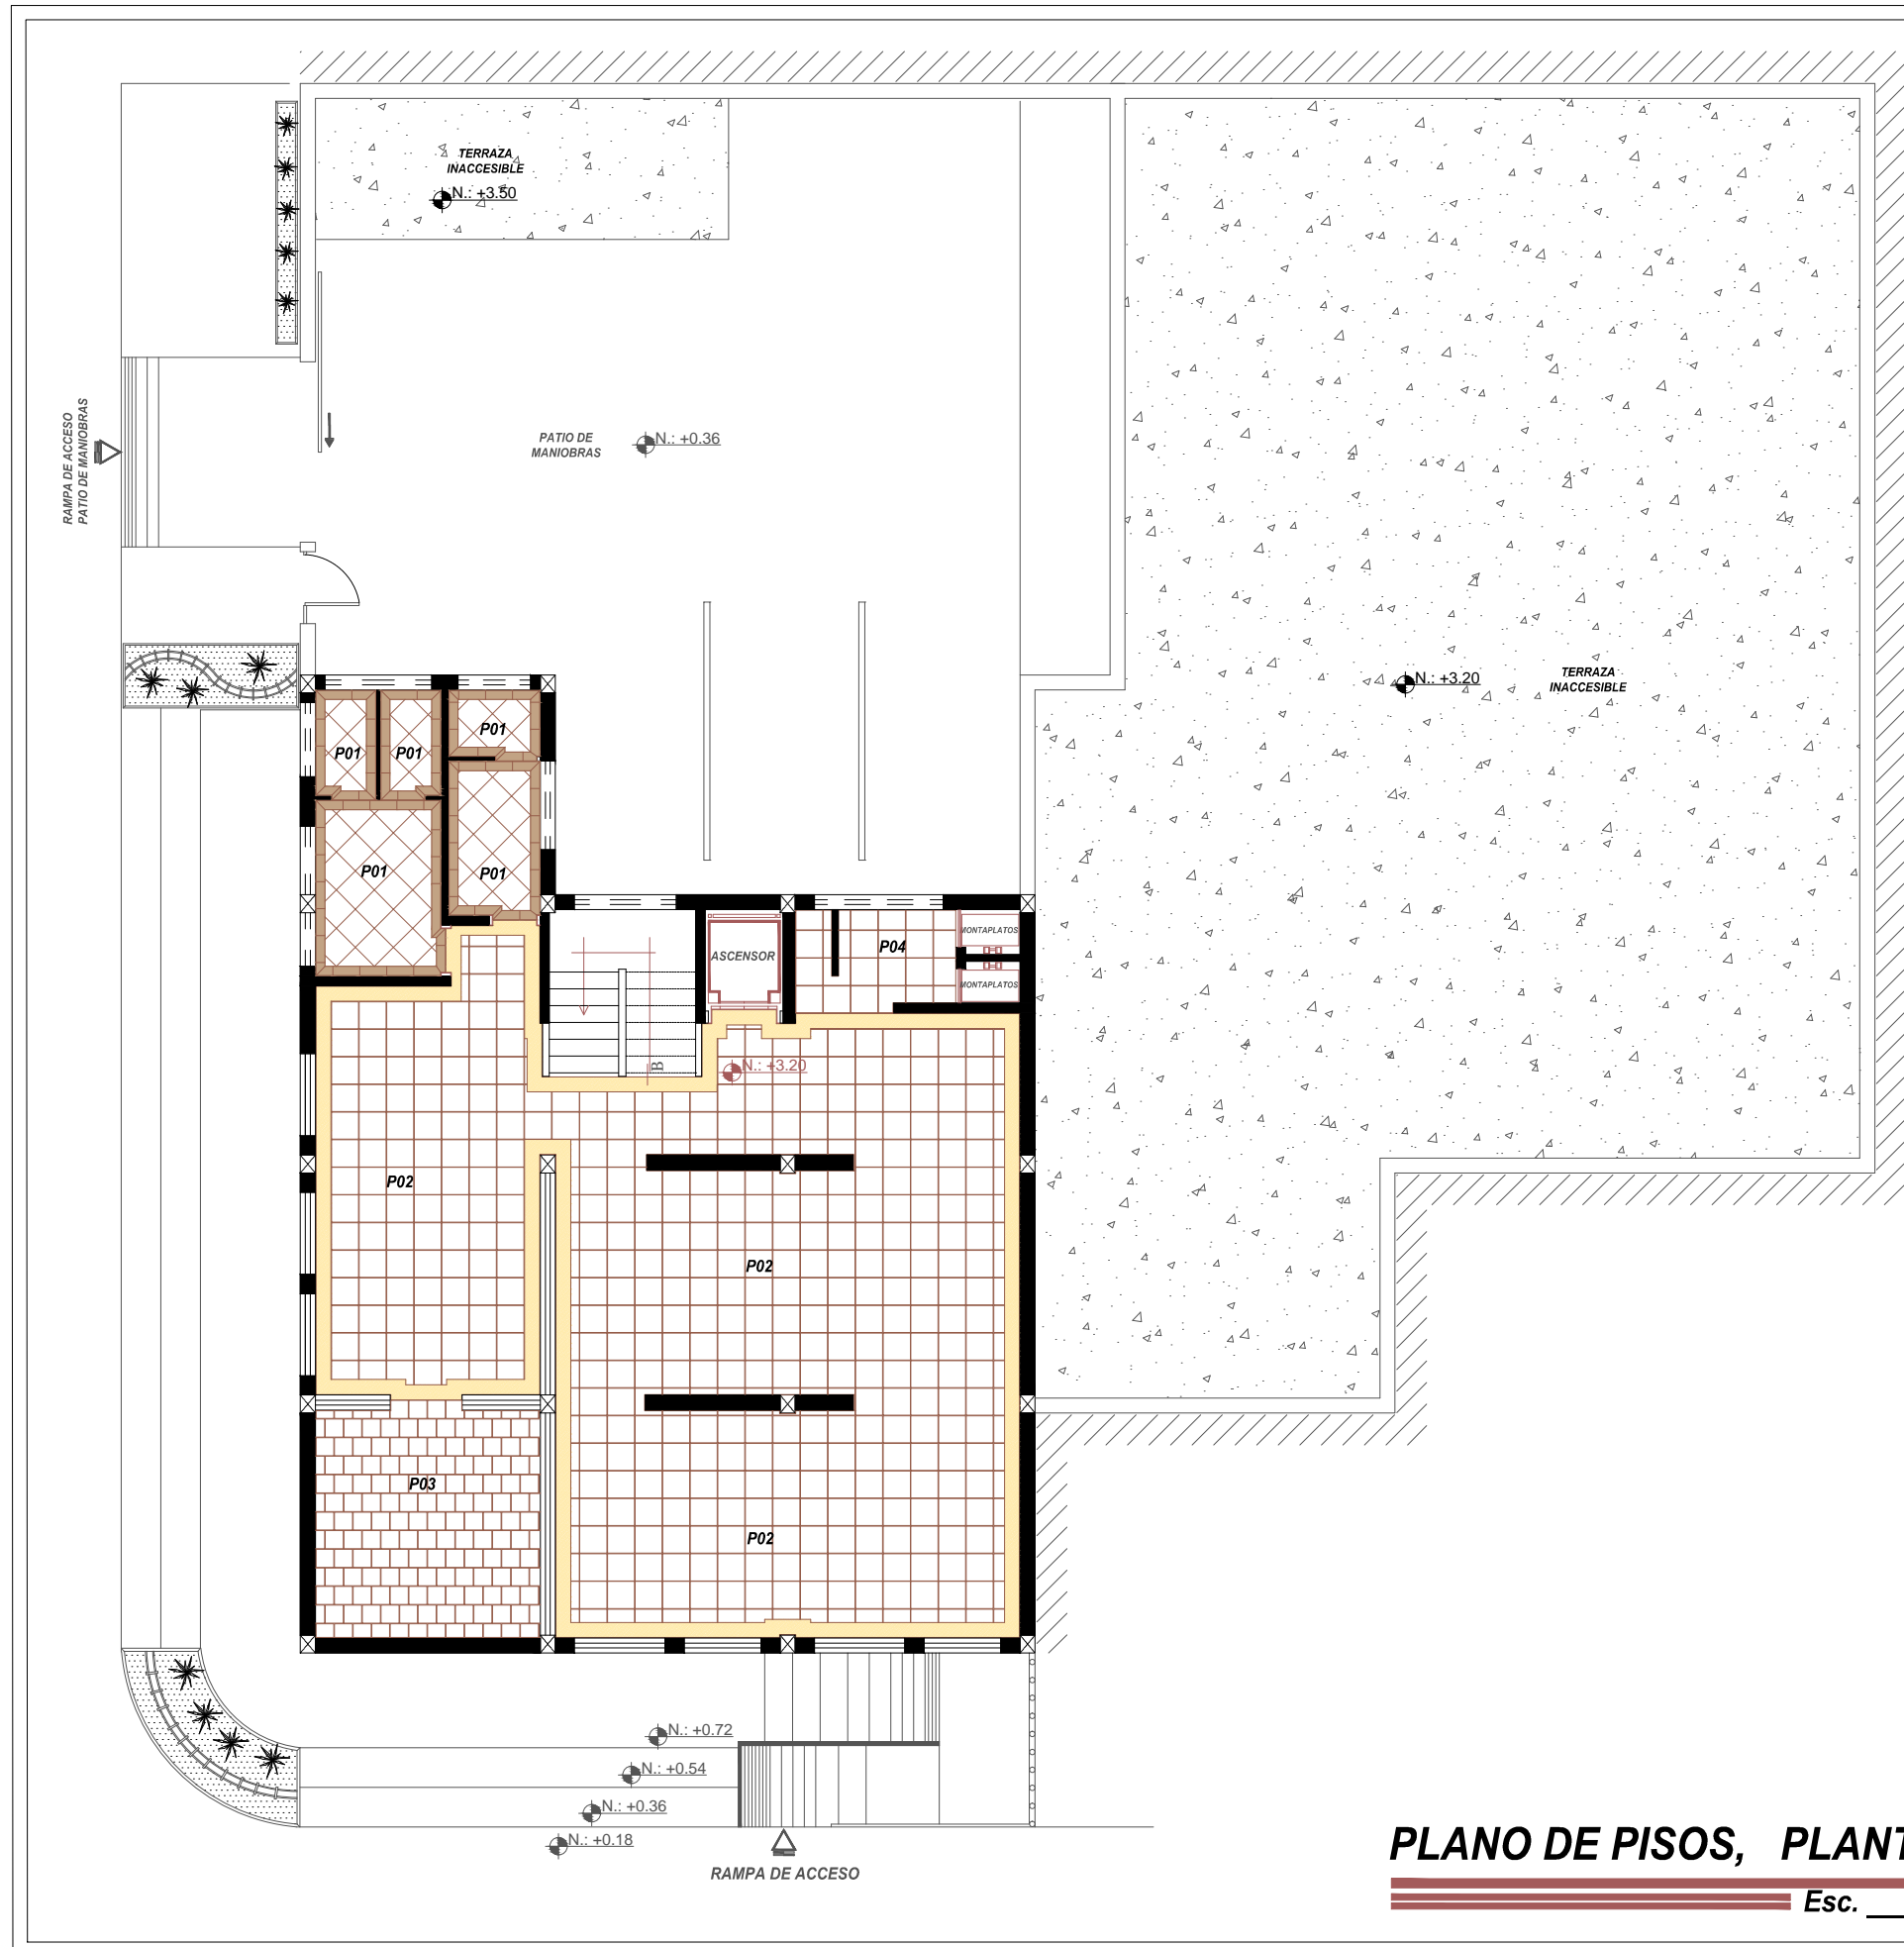 TERRAZA
INACCESIBLE
N.: +3.50
RAMPA DE ACCESO
PATIO DE MANIOBRAS
PATIO DE
MANIOBRAS
N.: +0.36
N.: +3.20
TERRAZA
INACCESIBLE
P01
P01
P01
P01
P01
ASCENSOR
P04
MONTAPLATOS
MONTAPLATOS
B
N.: +3.20
P02
P02
P03
P02
N.: +0.72
N.: +0.54
N.: +0.36
N.: +0.18
RAMPA DE ACCESO
PLANO DE PISOS, PLANT
Esc.